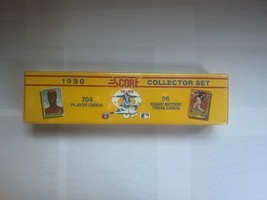 1990 SCORE COLLECTOR SET
704
PLAYER CARDS
56
MAGIC MOTION
TRIVIA CARDS